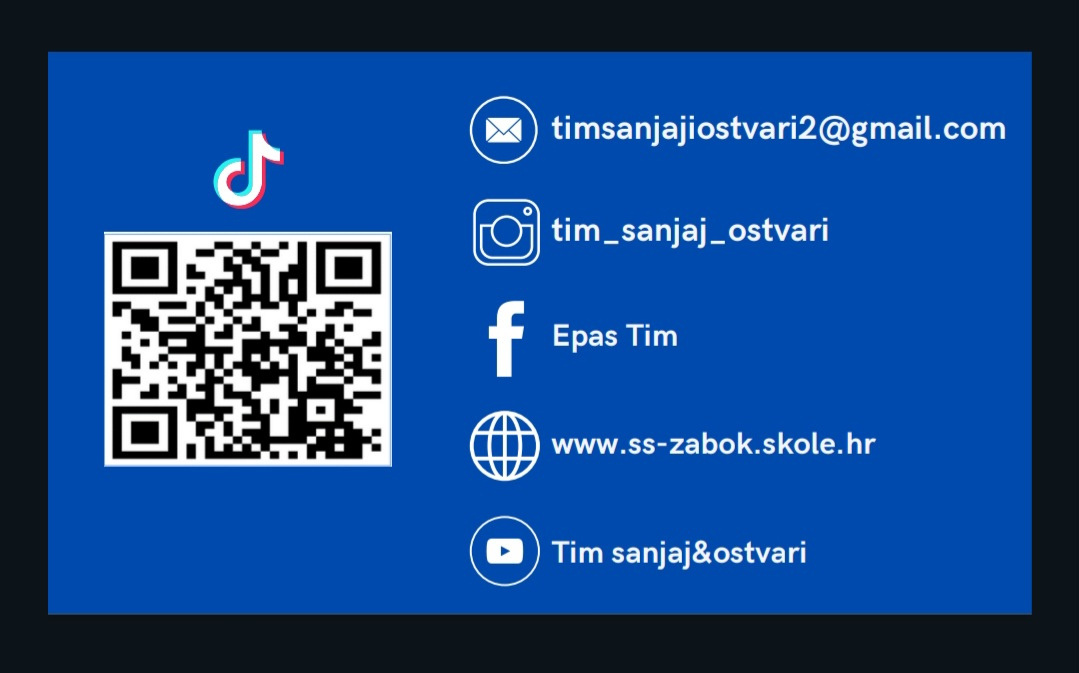 timsanjajiostvari2@gmail.com
tim_sanjaj_ostvari
Epas Tim
www.ss-zabok.skole.hr
Tim sanjaj&ostvari